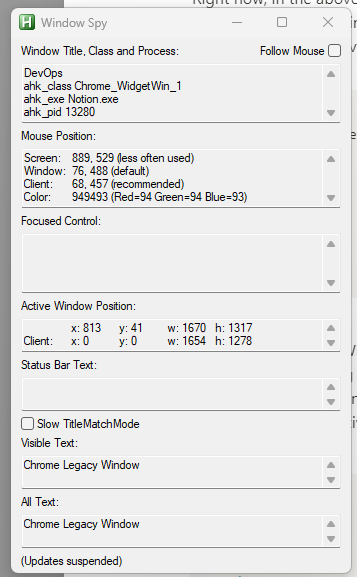 Right now, in the above
Window Spy
Window Title, Class and Process:
Follow Mouse
DevOps
ahk_class Chrome_WidgetWin_1
ahk_exe Notion.exe
ahk_pid 13280
Mouse Position:
Screen: 889, 529 (less often used)
Window: 76, 488 (default)
Client: 68, 457 (recommended)
Color: 949493 (Red=94 Green=94 Blue=93)
Focused Control:
Active Window Position:
x: 813 y: 41 w: 1670 h: 1317
Client: x: 0 y: 0 w: 1654 h: 1278
Status Bar Text:
Slow TitleMatchMode
Visible Text:
Chrome Legacy Window
All Text:
Chrome Legacy Window
(Updates suspended)